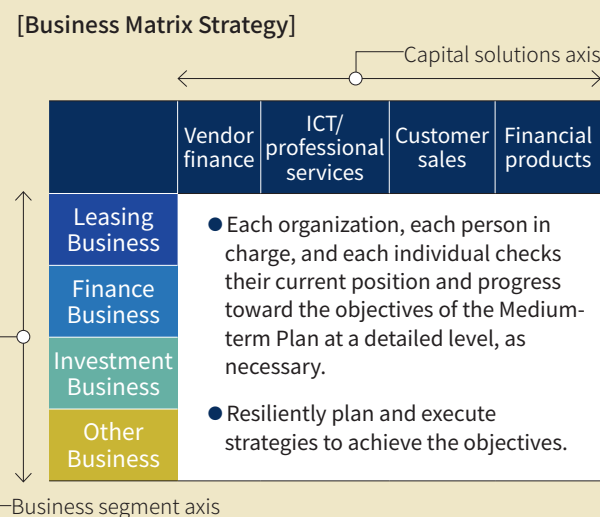 [Business Matrix Strategy]
Capital solutions axis
Vendor
finance
ICT/
professional
services
Customer
sales
Financial
products
Leasing
Business
Finance
Business
Investment
Business
Other
Business
● Each organization, each person in
charge, and each individual checks
their current position and progress
toward the objectives of the Medium-
term Plan at a detailed level, as
necessary.
● Resiliently plan and execute
strategies to achieve the objectives.
Business segment axis